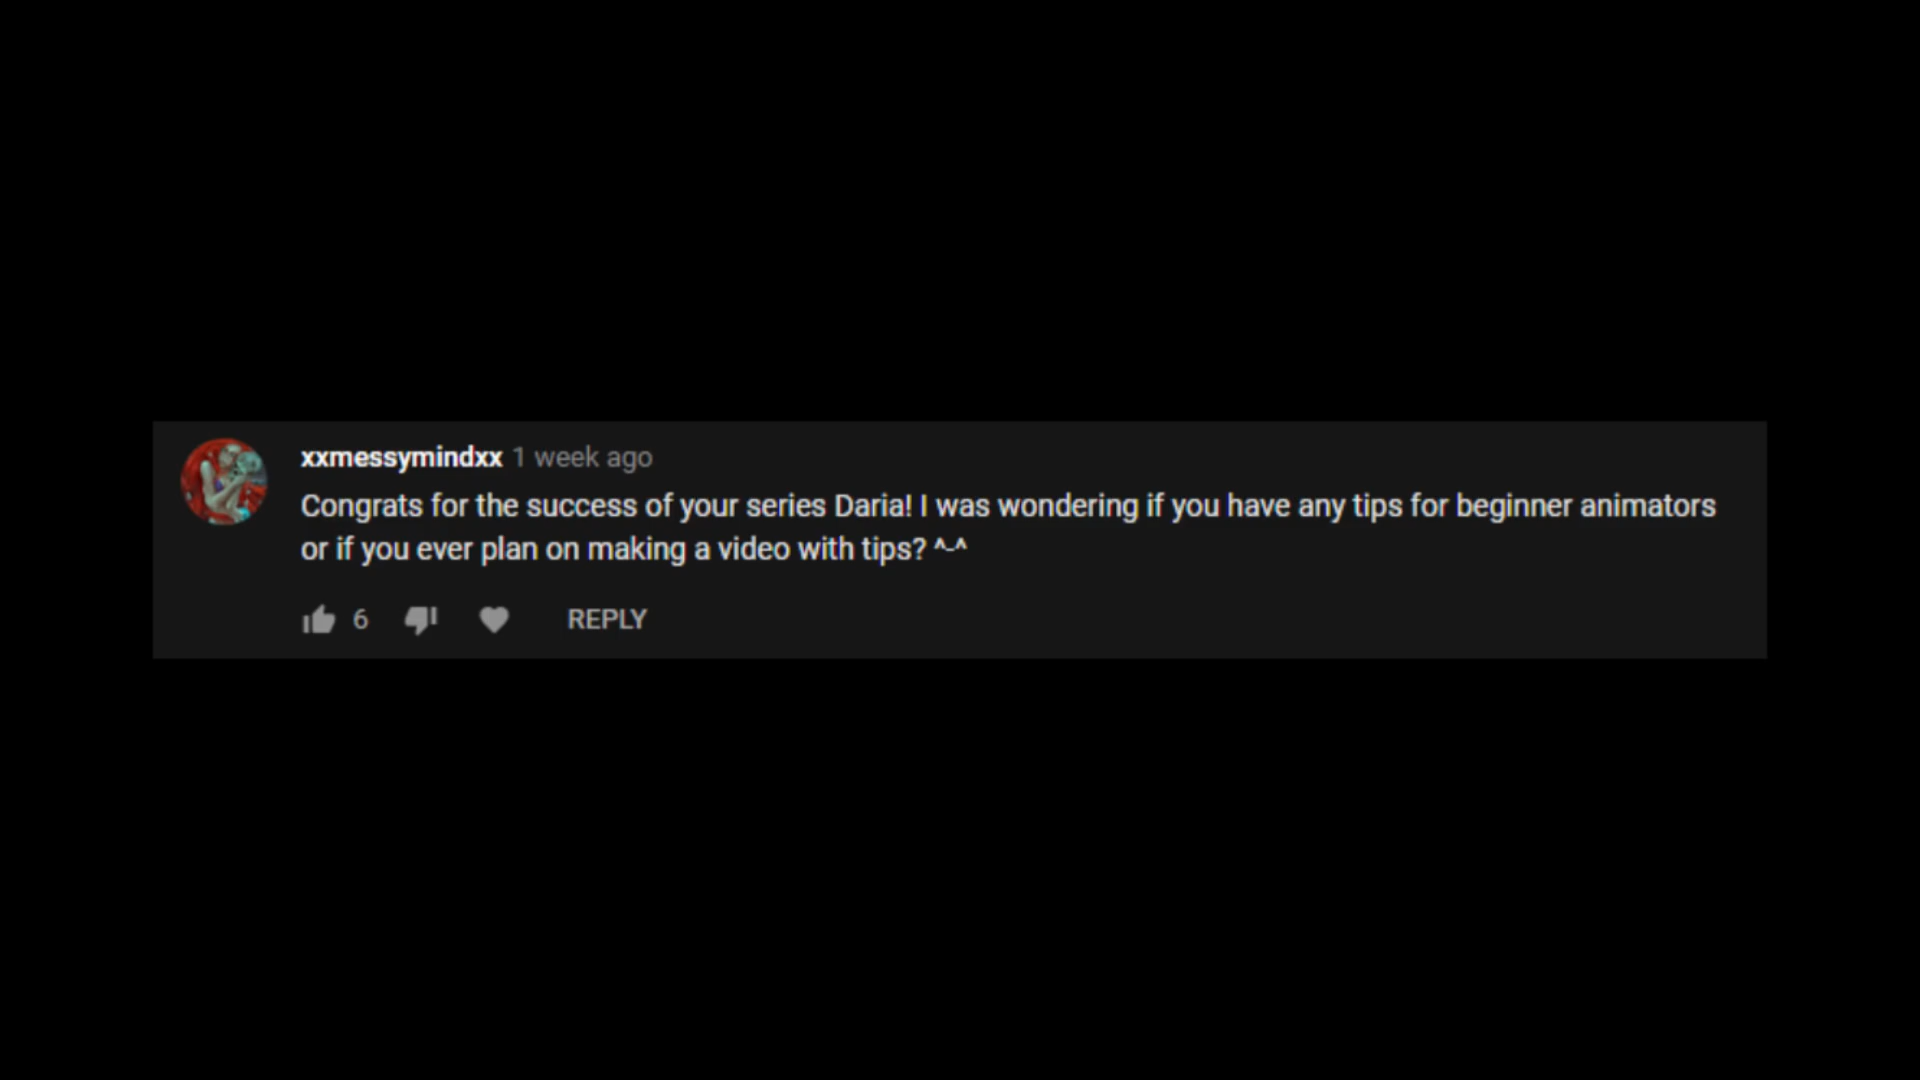 xxmessymindxx 1 week ago
Congrats for the success of your series Daria! I was wondering if you have any tips for beginner animators
or if you ever plan on making a video with tips? ^-^
6 REPLY